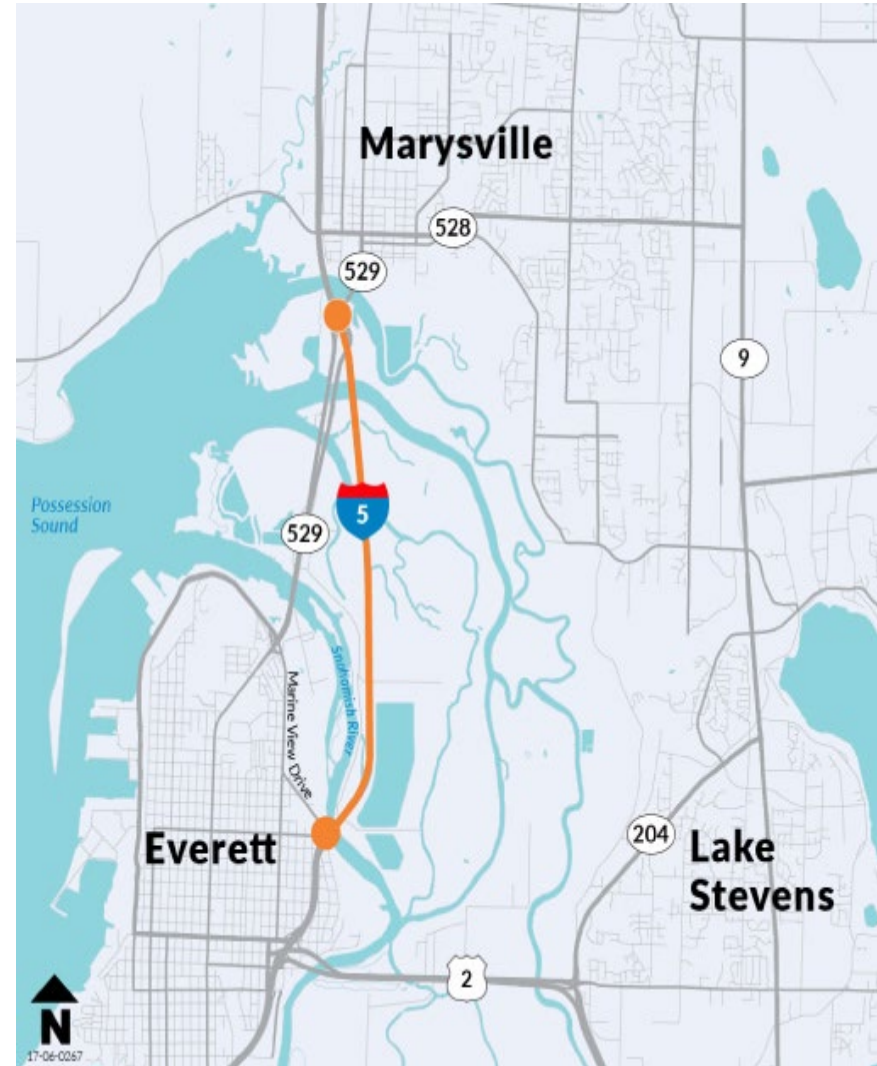 Marysville
528
529
9
Possession
Sound
5
529
Snohomish River
Marine View Drive
Everett
204
Lake
Stevens
2
N
17-06-0267